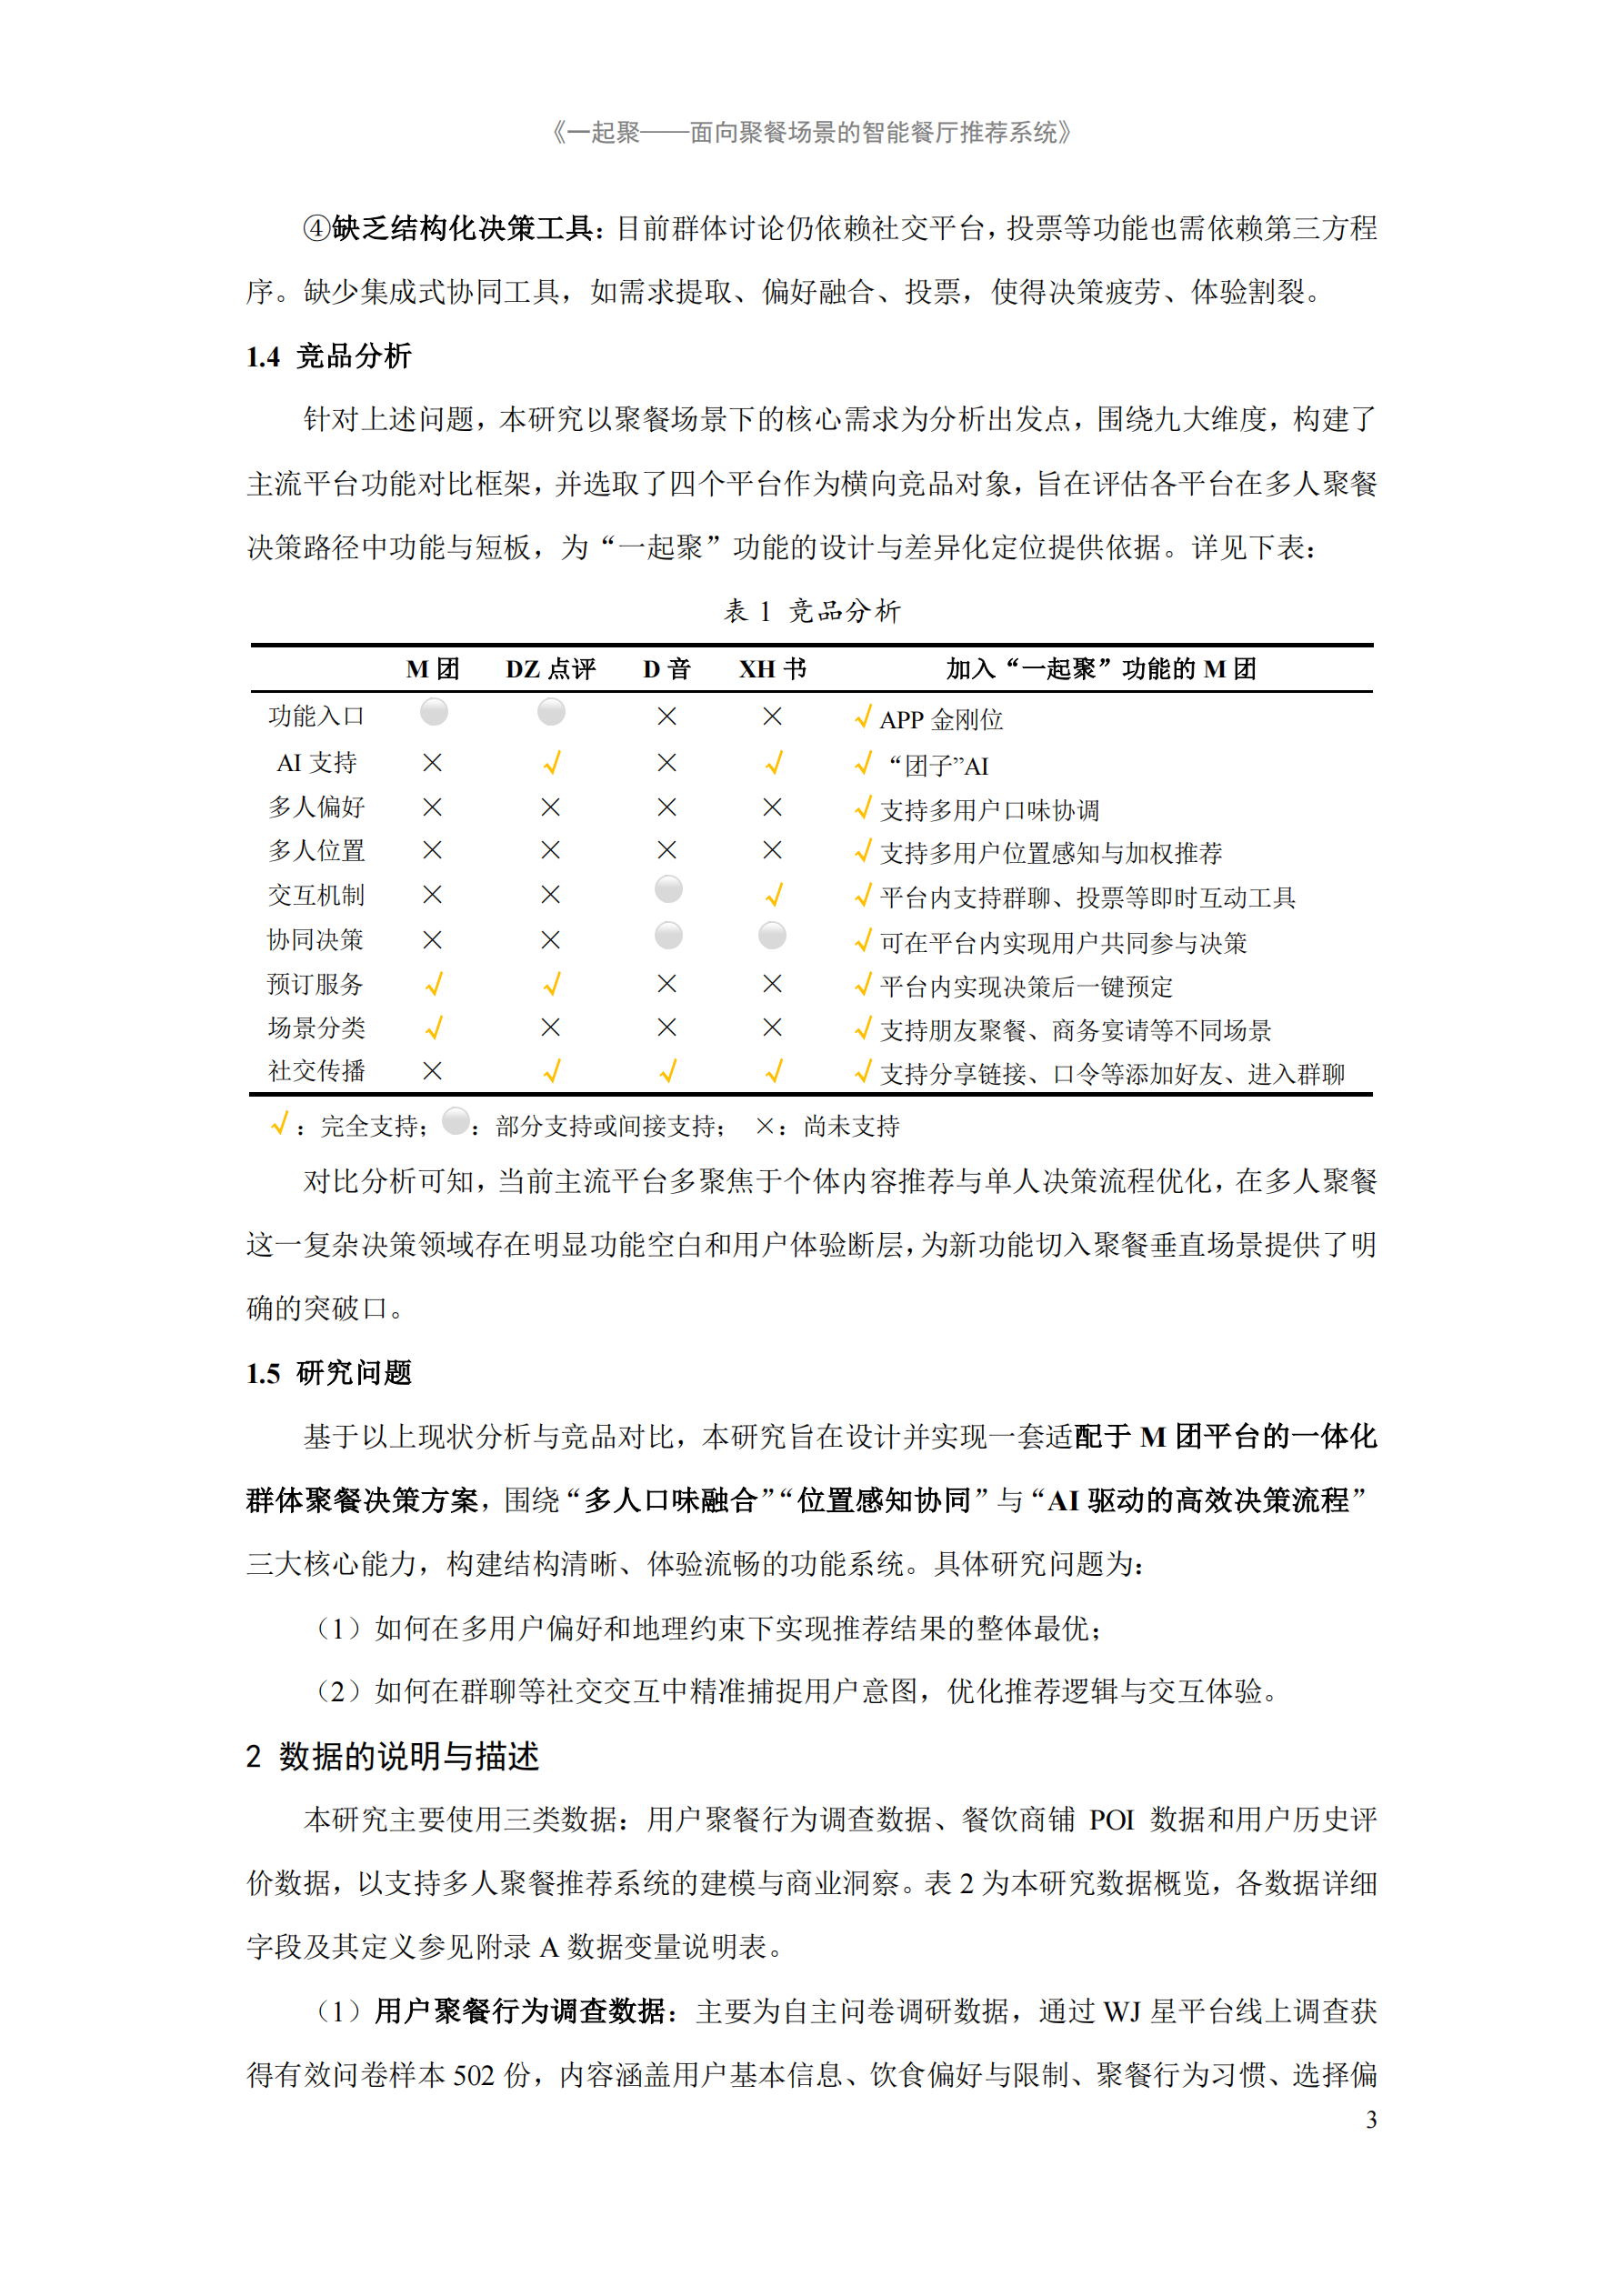 《一起聚——面向聚餐场景的智能餐厅推荐系统》
④缺乏结构化决策工具：目前群体讨论仍依赖社交平台，投票等功能也需依赖第三方程
序。缺少集成式协同工具，如需求提取、偏好融合、投票，使得决策疲劳、体验割裂。
1.4 竞品分析
针对上述问题，本研究以聚餐场景下的核心需求为分析出发点，围绕九大维度，构建了
主流平台功能对比框架，并选取了四个平台作为横向竞品对象，旨在评估各平台在多人聚餐
决策路径中功能与短板，为“一起聚”功能的设计与差异化定位提供依据。详见下表：
表 1 竞品分析
M 团 DZ 点评 D 音 XH 书 加入“一起聚”功能的 M 团
功能入口 × × √ APP 金刚位
AI 支持 × √ × √ √ “团子”AI
多人偏好 × × × × √ 支持多用户口味协调
多人位置 × × × × √ 支持多用户位置感知与加权推荐
交互机制 × × √ √ 平台内支持群聊、投票等即时互动工具
协同决策 × × √ 可在平台内实现用户共同参与决策
预订服务 √ √ × × √ 平台内实现决策后一键预定
场景分类 √ × × × √ 支持朋友聚餐、商务宴请等不同场景
社交传播 × √ √ √ √ 支持分享链接、口令等添加好友、进入群聊
√：完全支持； ：部分支持或间接支持； ×：尚未支持
对比分析可知，当前主流平台多聚焦于个体内容推荐与单人决策流程优化，在多人聚餐
这一复杂决策领域存在明显功能空白和用户体验断层，为新功能切入聚餐垂直场景提供了明
确的突破口。
1.5 研究问题
基于以上现状分析与竞品对比，本研究旨在设计并实现一套适配于 M 团平台的一体化
群体聚餐决策方案，围绕“多人口味融合”“位置感知协同”与“AI 驱动的高效决策流程”
三大核心能力，构建结构清晰、体验流畅的功能系统。具体研究问题为：
（1）如何在多用户偏好和地理约束下实现推荐结果的整体最优；
（2）如何在群聊等社交交互中精准捕捉用户意图，优化推荐逻辑与交互体验。
2 数据的说明与描述
本研究主要使用三类数据：用户聚餐行为调查数据、餐饮商铺 POI 数据和用户历史评
价数据，以支持多人聚餐推荐系统的建模与商业洞察。表 2 为本研究数据概览，各数据详细
字段及其定义参见附录 A 数据变量说明表。
（1）用户聚餐行为调查数据：主要为自主问卷调研数据，通过 WJ 星平台线上调查获
得有效问卷样本 502 份，内容涵盖用户基本信息、饮食偏好与限制、聚餐行为习惯、选择偏
3